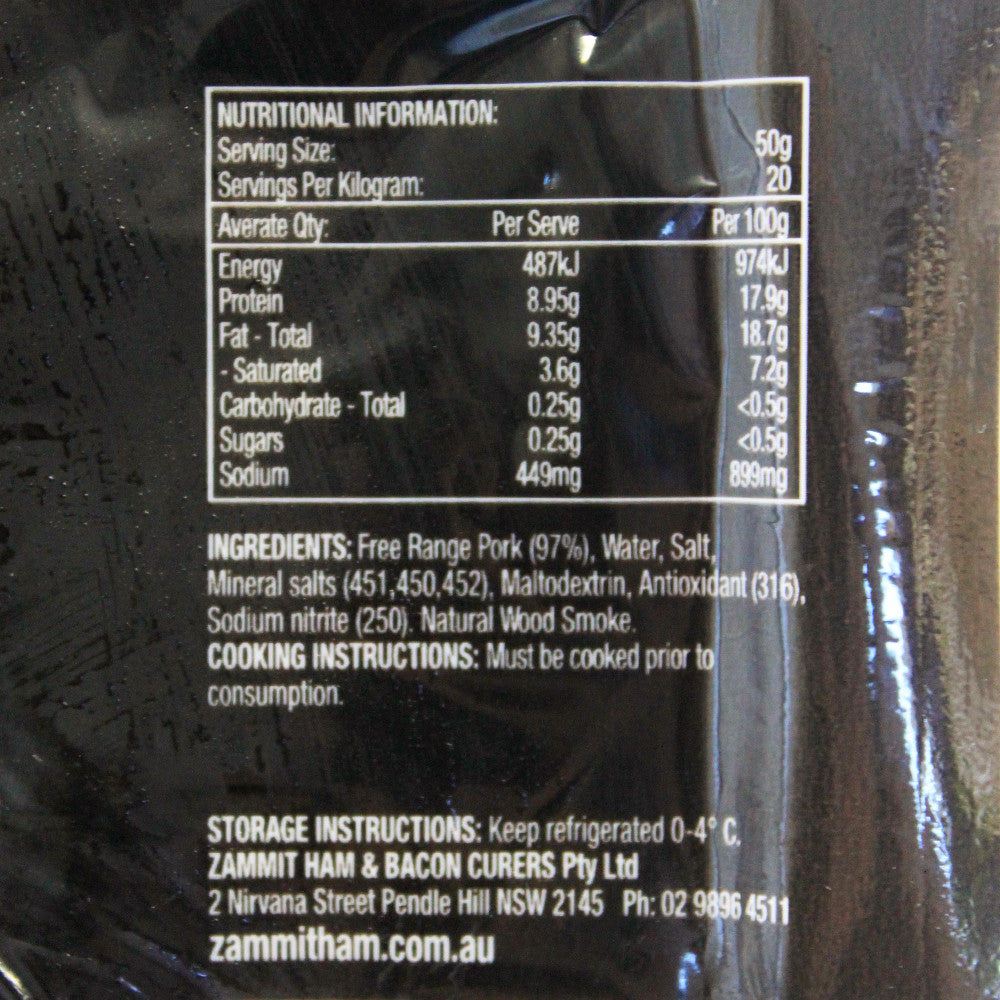 NUTRITIONAL INFORMATION:
Serving Size: 50g
Servings Per Kilogram: 20
Averate Qty: Per Serve Per 100g
Energy 487kJ 974kJ
Protein 8.95g 17.9g
Fat - Total 9.35g 18.7g
- Saturated 3.6g 7.2g
Carbohydrate - Total 0.25g <0.5g
Sugars 0.25g <0.5g
Sodium 449mg 899mg
INGREDIENTS: Free Range Pork (97%), Water, Salt,
Mineral salts (451,450,452), Maltodextrin, Antioxidant (316),
Sodium nitrite (250). Natural Wood Smoke.
COOKING INSTRUCTIONS: Must be cooked prior to
consumption.
STORAGE INSTRUCTIONS: Keep refrigerated 0-4° C.
ZAMMIT HAM & BACON CURERS Pty Ltd
2 Nirvana Street Pendle Hill NSW 2145 Ph: 02 9896 4511
zammitham.com.au